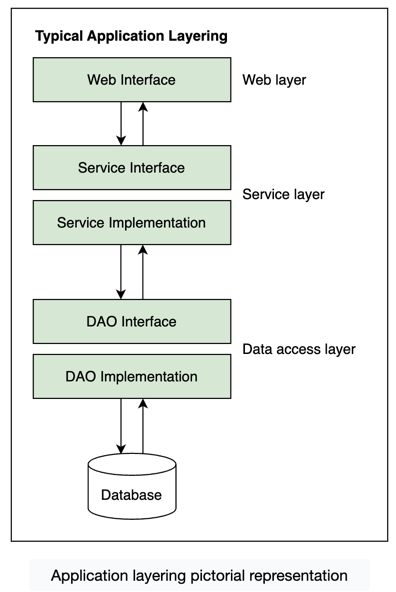 Typical Application Layering
Web Interface
Web layer
Service Interface
Service layer
Service Implementation
DAO Interface
Data access layer
DAO Implementation
Database
Application layering pictorial representation